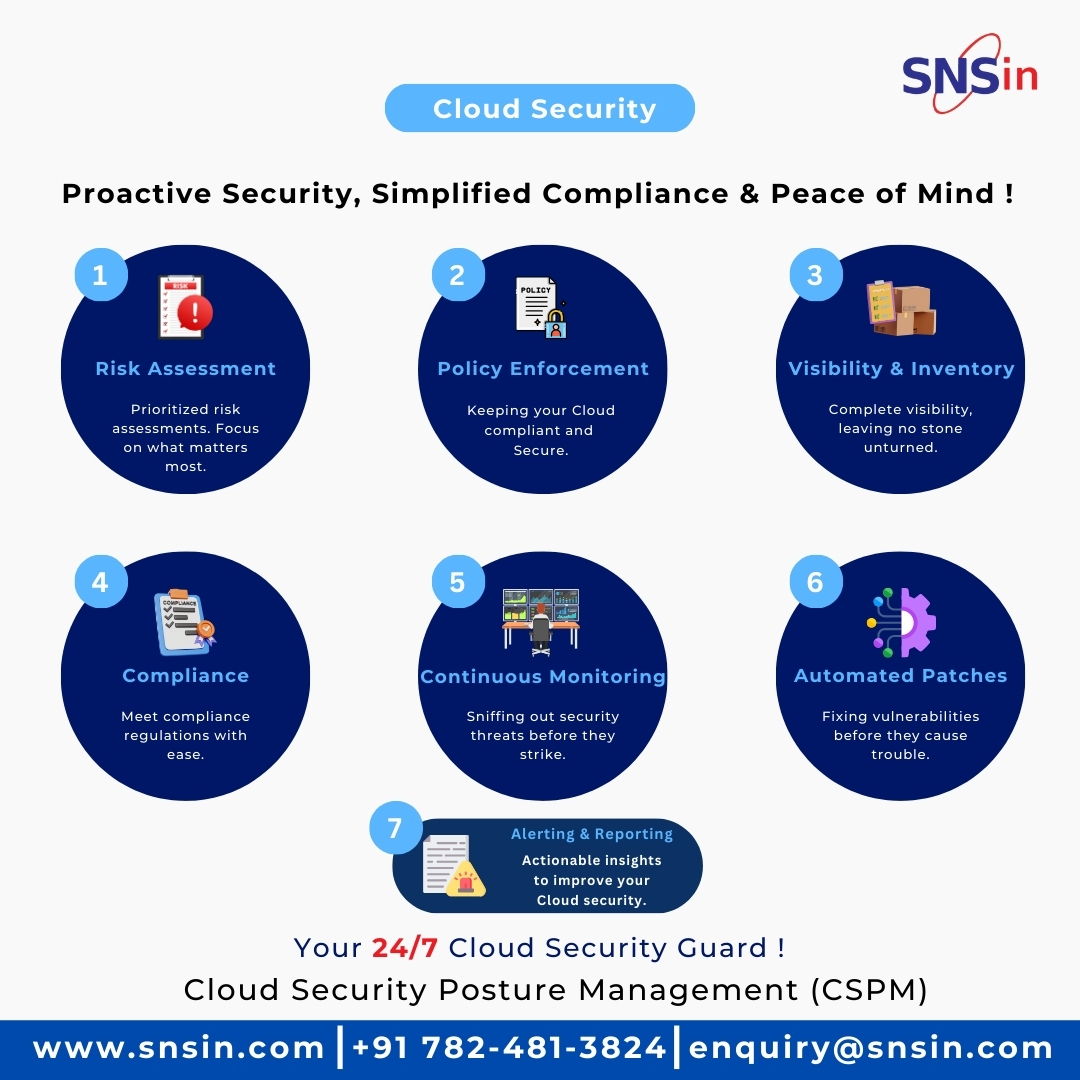 SNSin
Cloud Security
Proactive Security, Simplified Compliance & Peace of Mind !
1
RISK
Risk Assessment
Prioritized risk
assessments. Focus
on what matters
most.
2
POLICY
Policy Enforcement
Keeping your Cloud
compliant and
Secure.
3
Visibility & Inventory
Complete visibility,
leaving no stone
unturned.
4
COMPLIANCE
Compliance
Meet compliance
regulations with
ease.
5
Continuous Monitoring
Sniffing out security
threats before they
strike.
6
Automated Patches
Fixing vulnerabilities
before they cause
trouble.
7
Alerting & Reporting
Actionable insights
to improve your
Cloud security.
Your 24/7 Cloud Security Guard !
Cloud Security Posture Management (CSPM)
www.snsin.com | +91 782-481-3824 | enquiry@snsin.com